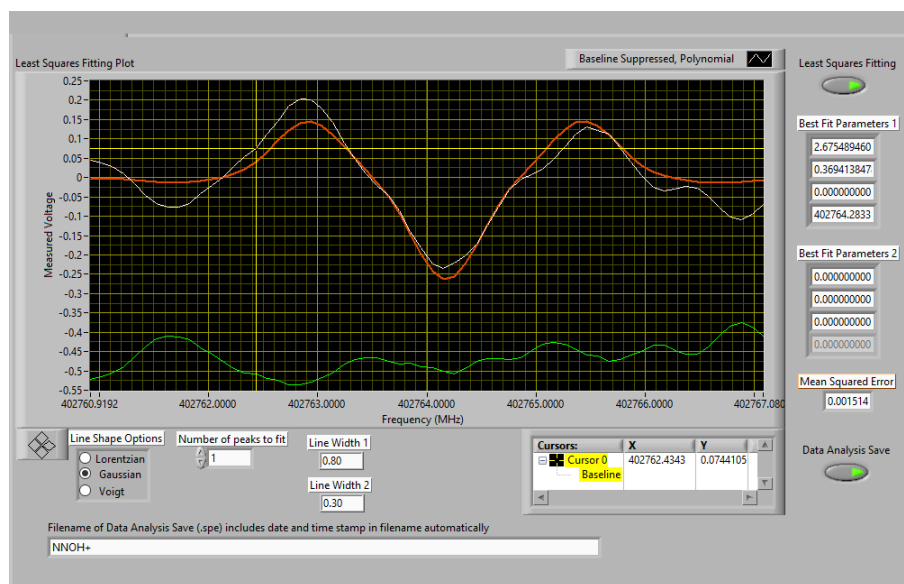 Baseline Suppressed, Polynomial
Least Squares Fitting Plot
Least Squares Fitting
0.25
0.2
0.15
0.1
0.05
0
-0.05
-0.1
-0.15
-0.2
-0.25
-0.3
-0.35
-0.4
-0.45
-0.5
-0.55
Measured Voltage
402760.9192 402762.0000 402763.0000 402764.0000 402765.0000 402766.0000 402767.080
Frequency (MHz)
Best Fit Parameters 1
2.675489460
0.369413847
0.000000000
402764.2833
Best Fit Parameters 2
0.000000000
0.000000000
0.000000000
0.000000000
Mean Squared Error
0.001514
Data Analysis Save
Line Shape Options
Lorentzian
Gaussian
Voigt
Number of peaks to fit
1
Line Width 1
0.80
Line Width 2
0.30
Cursors: X Y
Cursor 0 402762.4343 0.0744105
Baseline
Filename of Data Analysis Save (.spe) includes date and time stamp in filename automatically
NNOH+